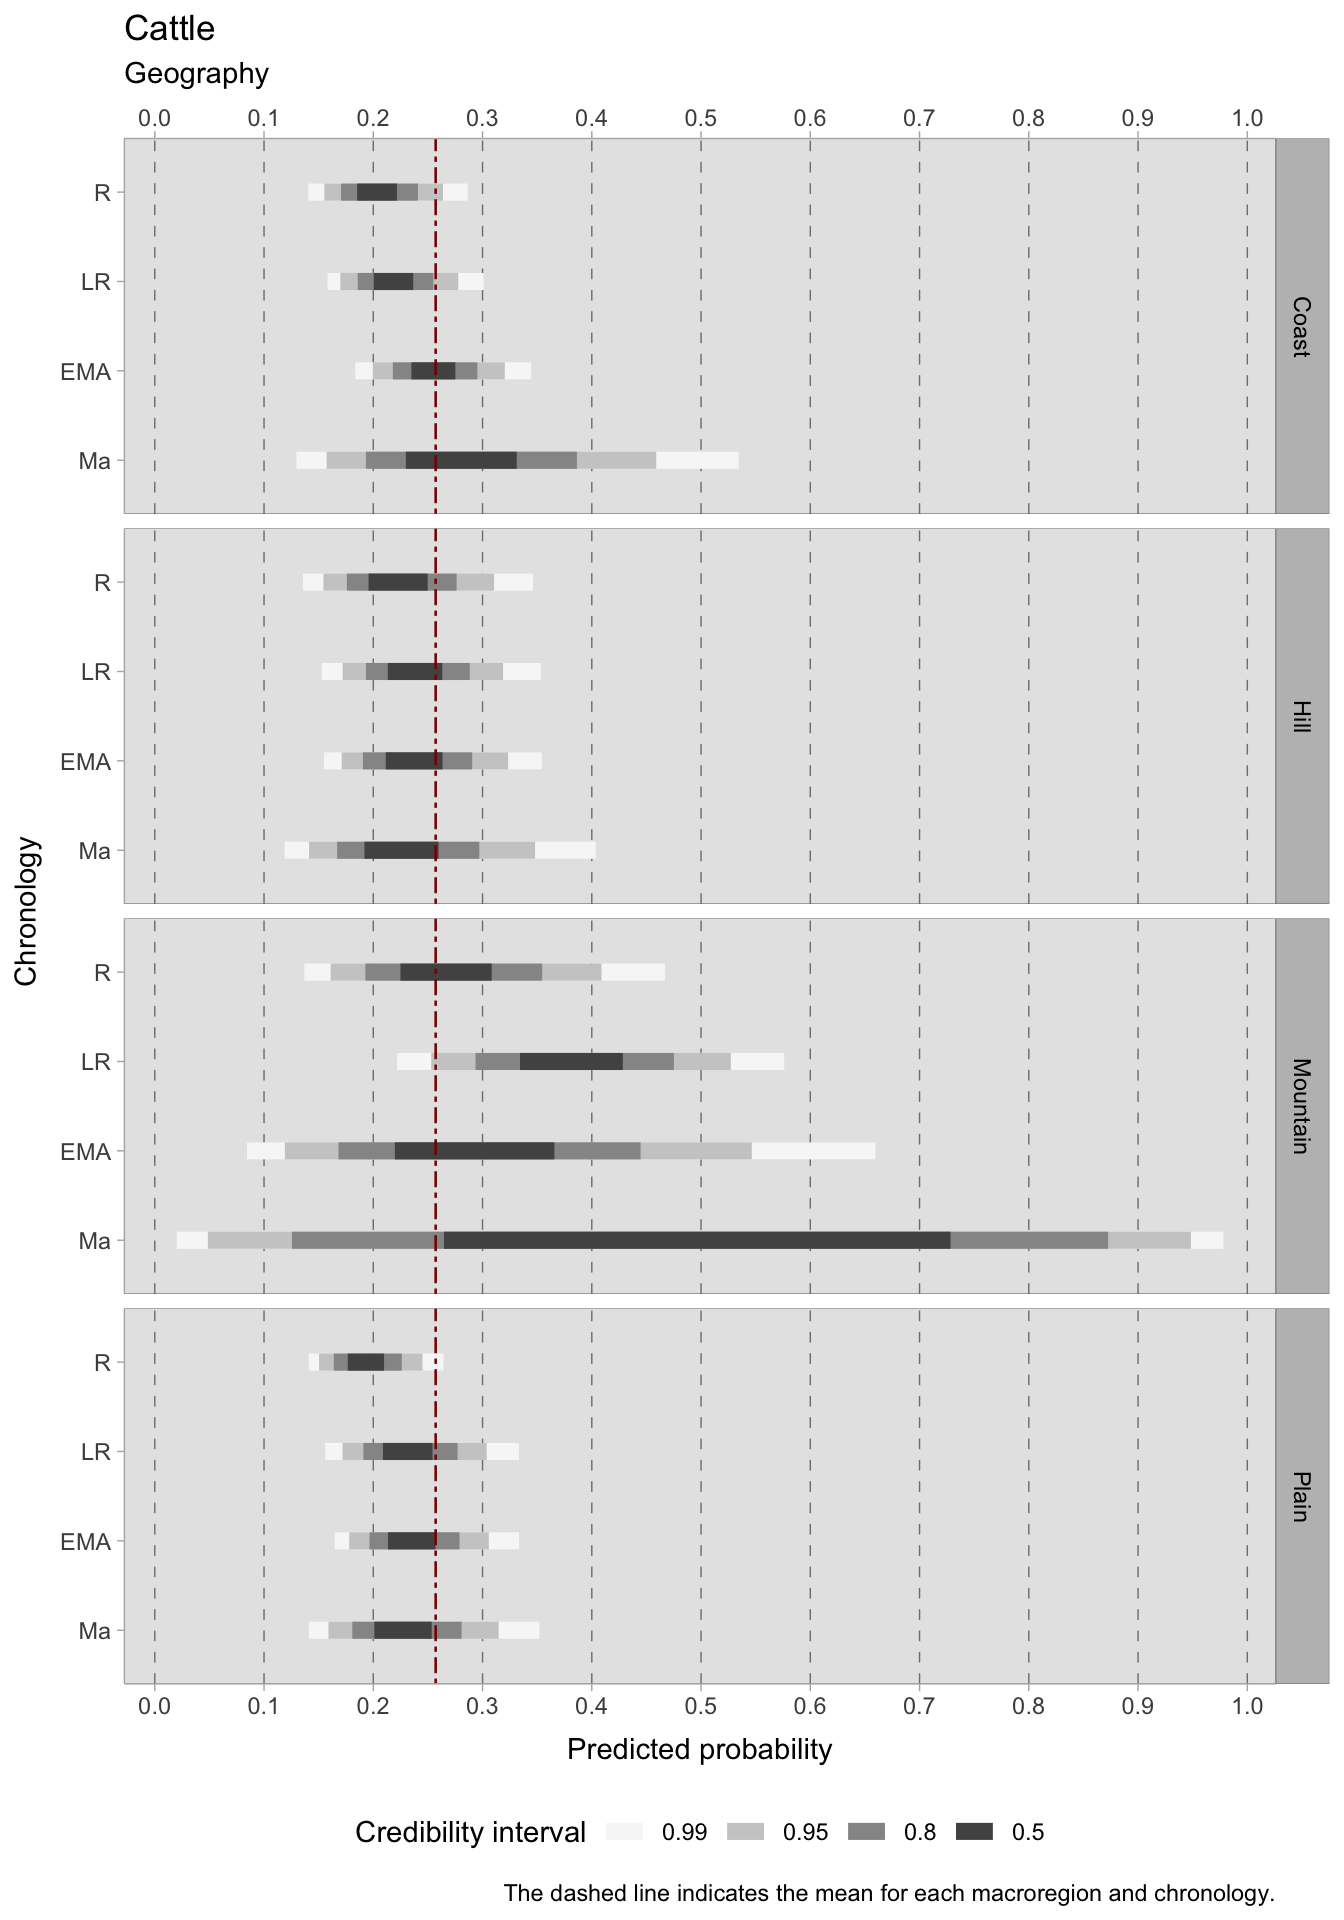 Cattle
Geography
0.0 0.1 0.2 0.3 0.4 0.5 0.6 0.7 0.8 0.9 1.0
R
LR
EMA
Ma
Coast
R
LR
EMA
Ma
Hill
R
LR
EMA
Ma
Mountain
R
LR
EMA
Ma
Plain
Chronology
0.0 0.1 0.2 0.3 0.4 0.5 0.6 0.7 0.8 0.9 1.0
Predicted probability
Credibility interval 0.99 0.95 0.8 0.5
The dashed line indicates the mean for each macroregion and chronology.